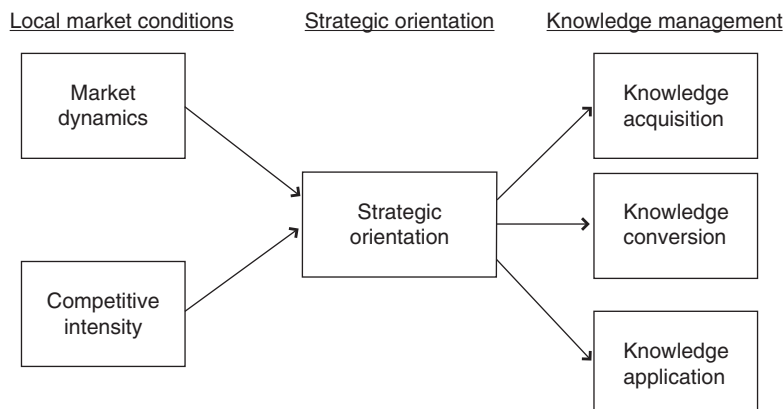 Local market conditions
Strategic orientation
Knowledge management
Market
dynamics
Competitive
intensity
Strategic
orientation
Knowledge
acquisition
Knowledge
conversion
Knowledge
application